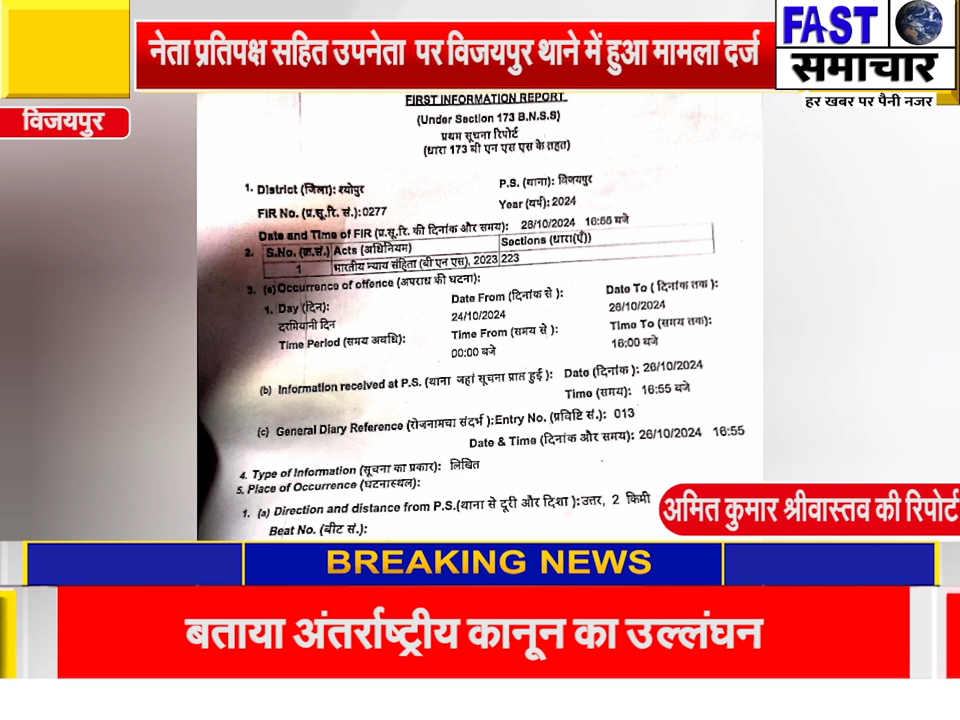 नेता प्रतिपक्ष सहित उपनेता पर विजयपुर थाने में हुआ मामला दर्ज
FAST
समाचार
हर खबर पर पैनी नजर
विजयपुर
FIRST INFORMATION REPORT
(Under Section 173 B.N.S.S)
प्रथम सूचना रिपोर्ट
(धारा 173 बी एन एस एस के तहत)
1. District (जिला): श्योपुर P.S. (थाना): विजयपुर
FIR No. (प्र.सू.रि. सं.):0277 Year (वर्ष): 2024
Date and Time of FIR (प्र.सू.रि. की दिनांक और समय): 26/10/2024 16:55 बजे
2. S.No. (क्र.सं.) Acts (अधिनियम) Sections (धारा(एँ))
1 भारतीय न्याय संहिता (बी एन एस), 2023 223
3. (a) Occurrence of offence (अपराध की घटना):
1. Day (दिन): Date From (दिनांक से ): Date To ( दिनांक तक ):
दरमियानी दिन 24/10/2024 26/10/2024
Time Period (समय अवधि): Time From (समय से ): Time To (समय तक):
00:00 बजे 16:00 बजे
(b) Information received at P.S. (थाना जहां सूचना प्राप्त हुई ): Date (दिनांक ): 26/10/2024
Time (समय): 16:55 बजे
(c) General Diary Reference (रोजनामचा संदर्भ ):Entry No. (प्रविष्टि सं.): 013
Date & Time (दिनांक और समय): 26/10/2024 16:55
4. Type of Information (सूचना का प्रकार): लिखित
5. Place of Occurrence (घटनास्थल):
1. (a) Direction and distance from P.S.(थाना से दूरी और दिशा ):उत्तर, 2 किमी
Beat No. (बीट सं.):
अमित कुमार श्रीवास्तव की रिपोर्ट
BREAKING NEWS
बताया अंतर्राष्ट्रीय कानून का उल्लंघन